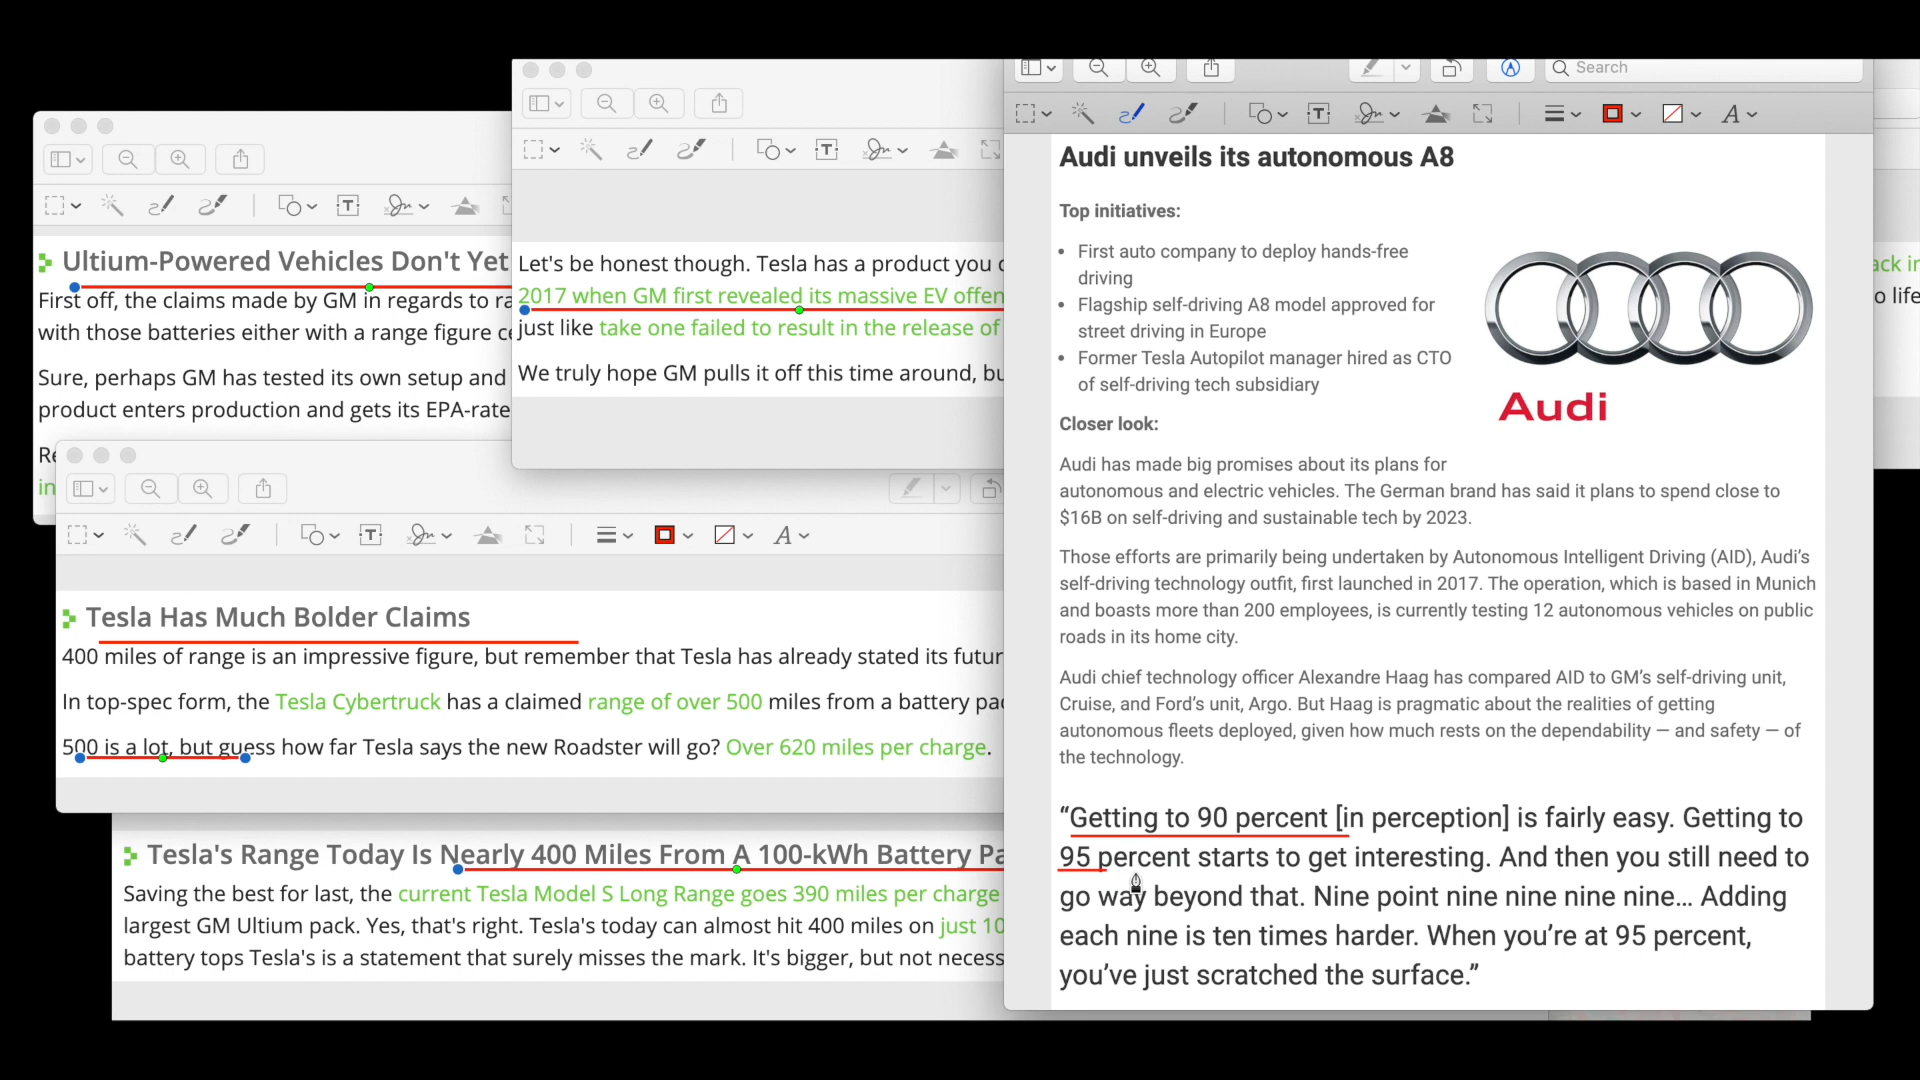 Ultium-Powered Vehicles Don't Yet
First off, the claims made by GM in regards to
with those batteries either with a range figure
Sure, perhaps GM has tested its own setup and
product enters production and gets its EPA-rate
in
Let's be honest though. Tesla has a product you
2017 when GM first revealed its massive EV offen
just like take one failed to result in the release of
We truly hope GM pulls it off this time around,
Tesla Has Much Bolder Claims
400 miles of range is an impressive figure, but remember that Tesla has already stated its futur
In top-spec form, the Tesla Cybertruck has a claimed range of over 500 miles from a battery
500 is a lot, but guess how far Tesla says the new Roadster will go? Over 620 miles per charge.
Tesla's Range Today Is Nearly 400 Miles From A 100-kWh Battery
Saving the best for last, the current Tesla Model S Long Range goes 390 miles per charge
largest GM Ultium pack. Yes, that's right. Tesla's today can almost hit 400 miles on just
battery tops Tesla's is a statement that surely misses the mark. It's bigger, but not necess
Search
Audi unveils its autonomous A8
Top initiatives:
• First auto company to deploy hands-free
driving
• Flagship self-driving A8 model approved for
street driving in Europe
• Former Tesla Autopilot manager hired as CTO
of self-driving tech subsidiary
Audi
Closer look:
Audi has made big promises about its plans for
autonomous and electric vehicles. The German brand has said it plans to spend close to
$16B on self-driving and sustainable tech by 2023.
Those efforts are primarily being undertaken by Autonomous Intelligent Driving (AID), Audi’s
self-driving technology outfit, first launched in 2017. The operation, which is based in Munich
and boasts more than 200 employees, is currently testing 12 autonomous vehicles on public
roads in its home city.
Audi chief technology officer Alexandre Haag has compared AID to GM’s self-driving unit,
Cruise, and Ford’s unit, Argo. But Haag is pragmatic about the realities of getting
autonomous fleets deployed, given how much rests on the dependability — and safety — of
the technology.
“Getting to 90 percent [in perception] is fairly easy. Getting to
95 percent starts to get interesting. And then you still need to
go way beyond that. Nine point nine nine nine nine… Adding
each nine is ten times harder. When you’re at 95 percent,
you’ve just scratched the surface.”